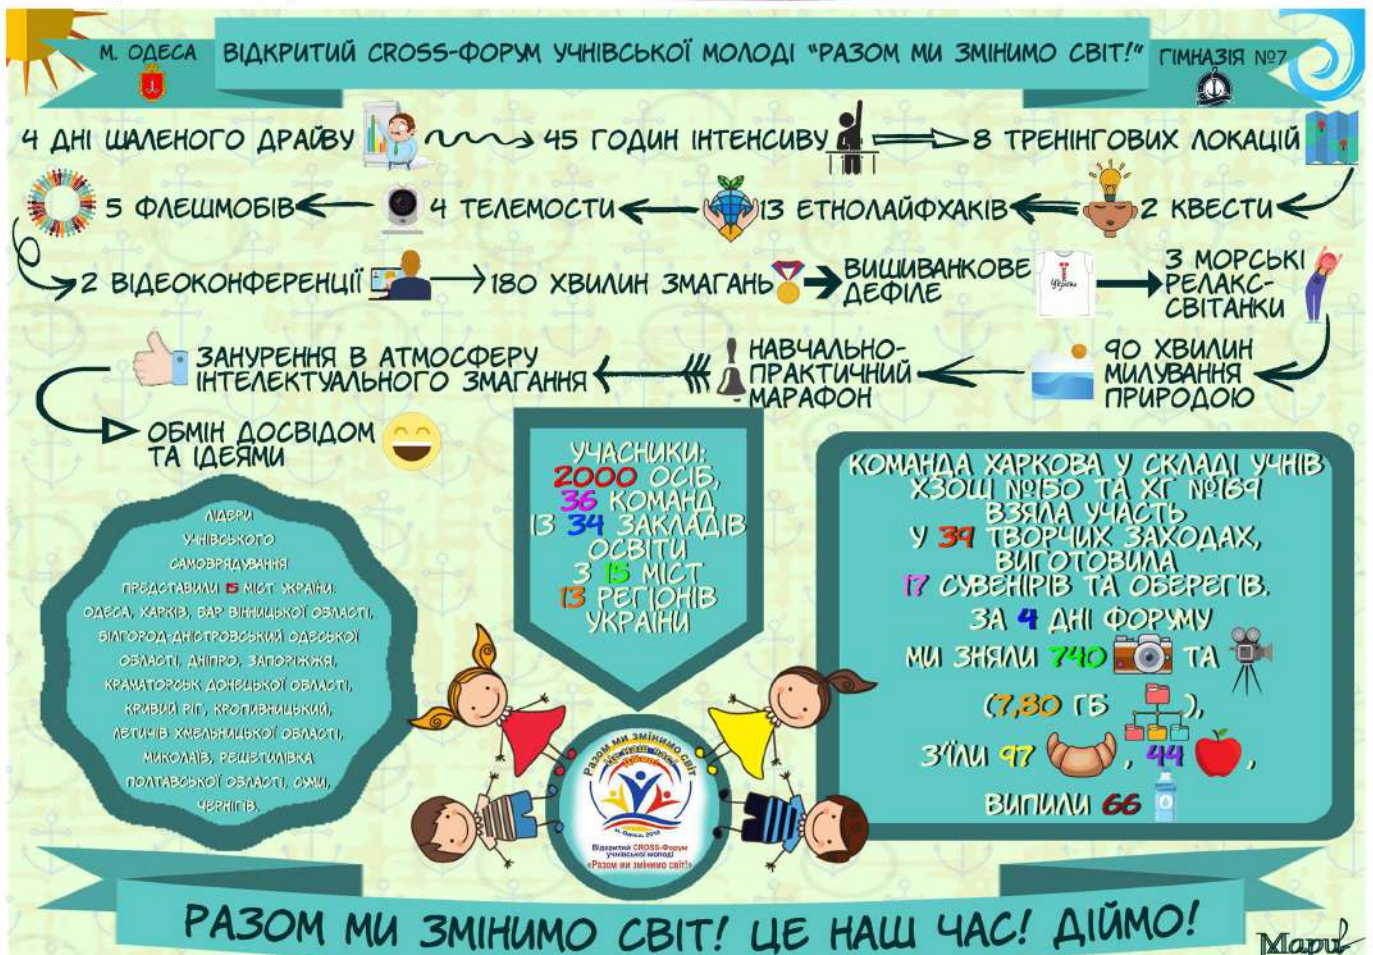 М. ОДЕСА
ВІДКРИТИЙ CROSS-ФОРУМ УЧНІВСЬКОЇ МОЛОДІ "РАЗОМ МИ ЗМІНИМО СВІТ!"
ГІМНАЗІЯ №7
4 ДНІ ШАЛЕНОГО ДРАЙВУ
45 ГОДИН ІНТЕНСИВУ
8 ТРЕНІНГОВИХ ЛОКАЦІЙ
2 КВЕСТИ
13 ЕТНОЛАЙФХАКІВ
4 ТЕЛЕМОСТИ
5 ФЛЕШМОБІВ
2 ВІДЕОКОНФЕРЕНЦІЇ
180 ХВИЛИН ЗМАГАНЬ
ВИШИВАНКОВЕ
ДЕФІЛЕ
Україна
3 МОРСЬКІ
РЕЛАКС-
СВІТАНКИ
90 ХВИЛИН
МИЛУВАННЯ
ПРИРОДОЮ
НАВЧАЛЬНО-
ПРАКТИЧНИЙ
МАРАФОН
ЗАНУРЕННЯ В АТМОСФЕРУ
ІНТЕЛЕКТУАЛЬНОГО ЗМАГАННЯ
ОБМІН ДОСВІДОМ
ТА ІДЕЯМИ
ЛІДЕРИ
УЧНІВСЬКОГО
САМОВРЯДУВАННЯ
ПРЕДСТАВИЛИ 15 МІСТ УКРАЇНИ:
ОДЕСА, ХАРКІВ, БАР ВІННИЦЬКОЇ ОБЛАСТІ,
БІЛГОРОД-ДНІСТРОВСЬКИЙ ОДЕСЬКОЇ
ОБЛАСТІ, ДНІПРО, ЗАПОРІЖЖЯ,
КРАМАТОРСЬК ДОНЕЦЬКОЇ ОБЛАСТІ,
КРИВИЙ РІГ, КРОПИВНИЦЬКИЙ,
ЛЕТИЧІВ ХМЕЛЬНИЦЬКОЇ ОБЛАСТІ,
МИКОЛАЇВ, РЕШЕТИЛІВКА
ПОЛТАВСЬКОЇ ОБЛАСТІ, СУМИ,
ЧЕРНІГІВ.
УЧАСНИКИ:
2000 ОСІБ,
36 КОМАНД
ІЗ 34 ЗАКЛАДІВ
ОСВІТИ
З 15 МІСТ
13 РЕГІОНІВ
УКРАЇНИ
КОМАНДА ХАРКОВА У СКЛАДІ УЧНІВ
ХЗОШ №150 ТА ХГ №169
ВЗЯЛА УЧАСТЬ
У 39 ТВОРЧИХ ЗАХОДАХ,
ВИГОТОВИЛА
17 СУВЕНІРІВ ТА ОБЕРЕГІВ.
ЗА 4 ДНІ ФОРУМУ
МИ ЗНЯЛИ 740 ТА
(7,80 ГБ ),
З'ЇЛИ 97 , 44 ,
ВИПИЛИ 66
Разом ми змінимо світ
Це наш час!
Діймо!
м. Одеса, 2018
Відкритий CROSS-Форум
учнівської молоді
«Разом ми змінимо світ!»
РАЗОМ МИ ЗМІНИМО СВІТ! ЦЕ НАШ ЧАС! ДІЙМО!